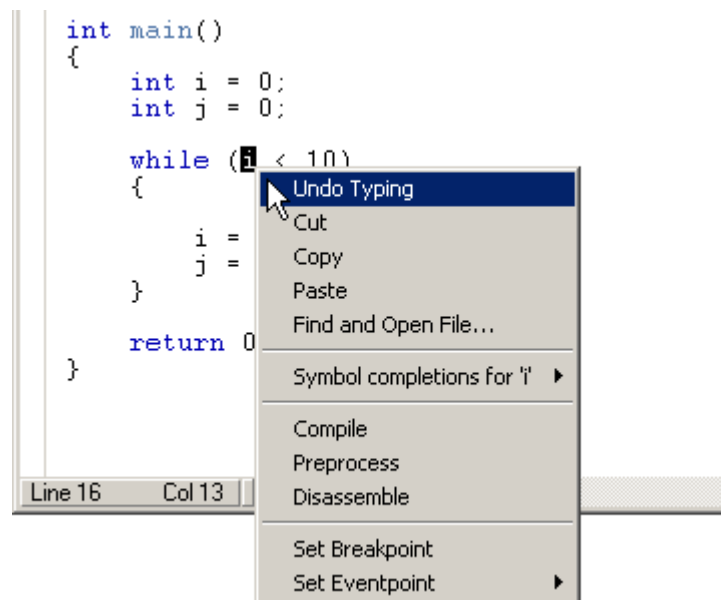 int main()
{
int i = 0;
int j = 0;
while (i < 10)
{
i =
j =
}
return 0
}
Undo Typing
Cut
Copy
Paste
Find and Open File...
Symbol completions for 'i'
Compile
Preprocess
Disassemble
Set Breakpoint
Set Eventpoint
Line 16 Col 13